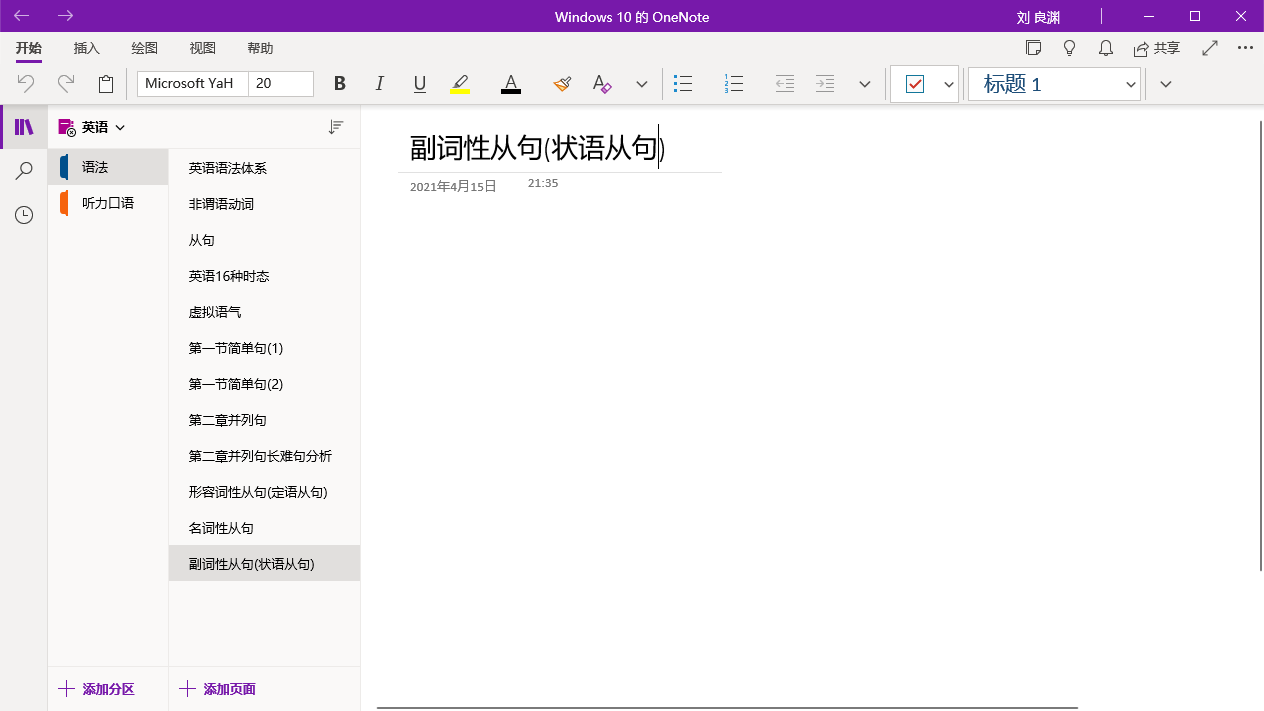 Windows 10 的 OneNote
刘 良渊
开始 插入 绘图 视图 帮助 共享
Microsoft YaH 20 B I U A A 标题 1
英语
语法
听力口语
英语语法体系
非谓语动词
从句
英语16种时态
虚拟语气
第一节简单句(1)
第一节简单句(2)
第二章并列句
第二章并列句长难句分析
形容词性从句(定语从句)
名词性从句
副词性从句(状语从句)
添加分区
添加页面
副词性从句(状语从句)
2021年4月15日 21:35